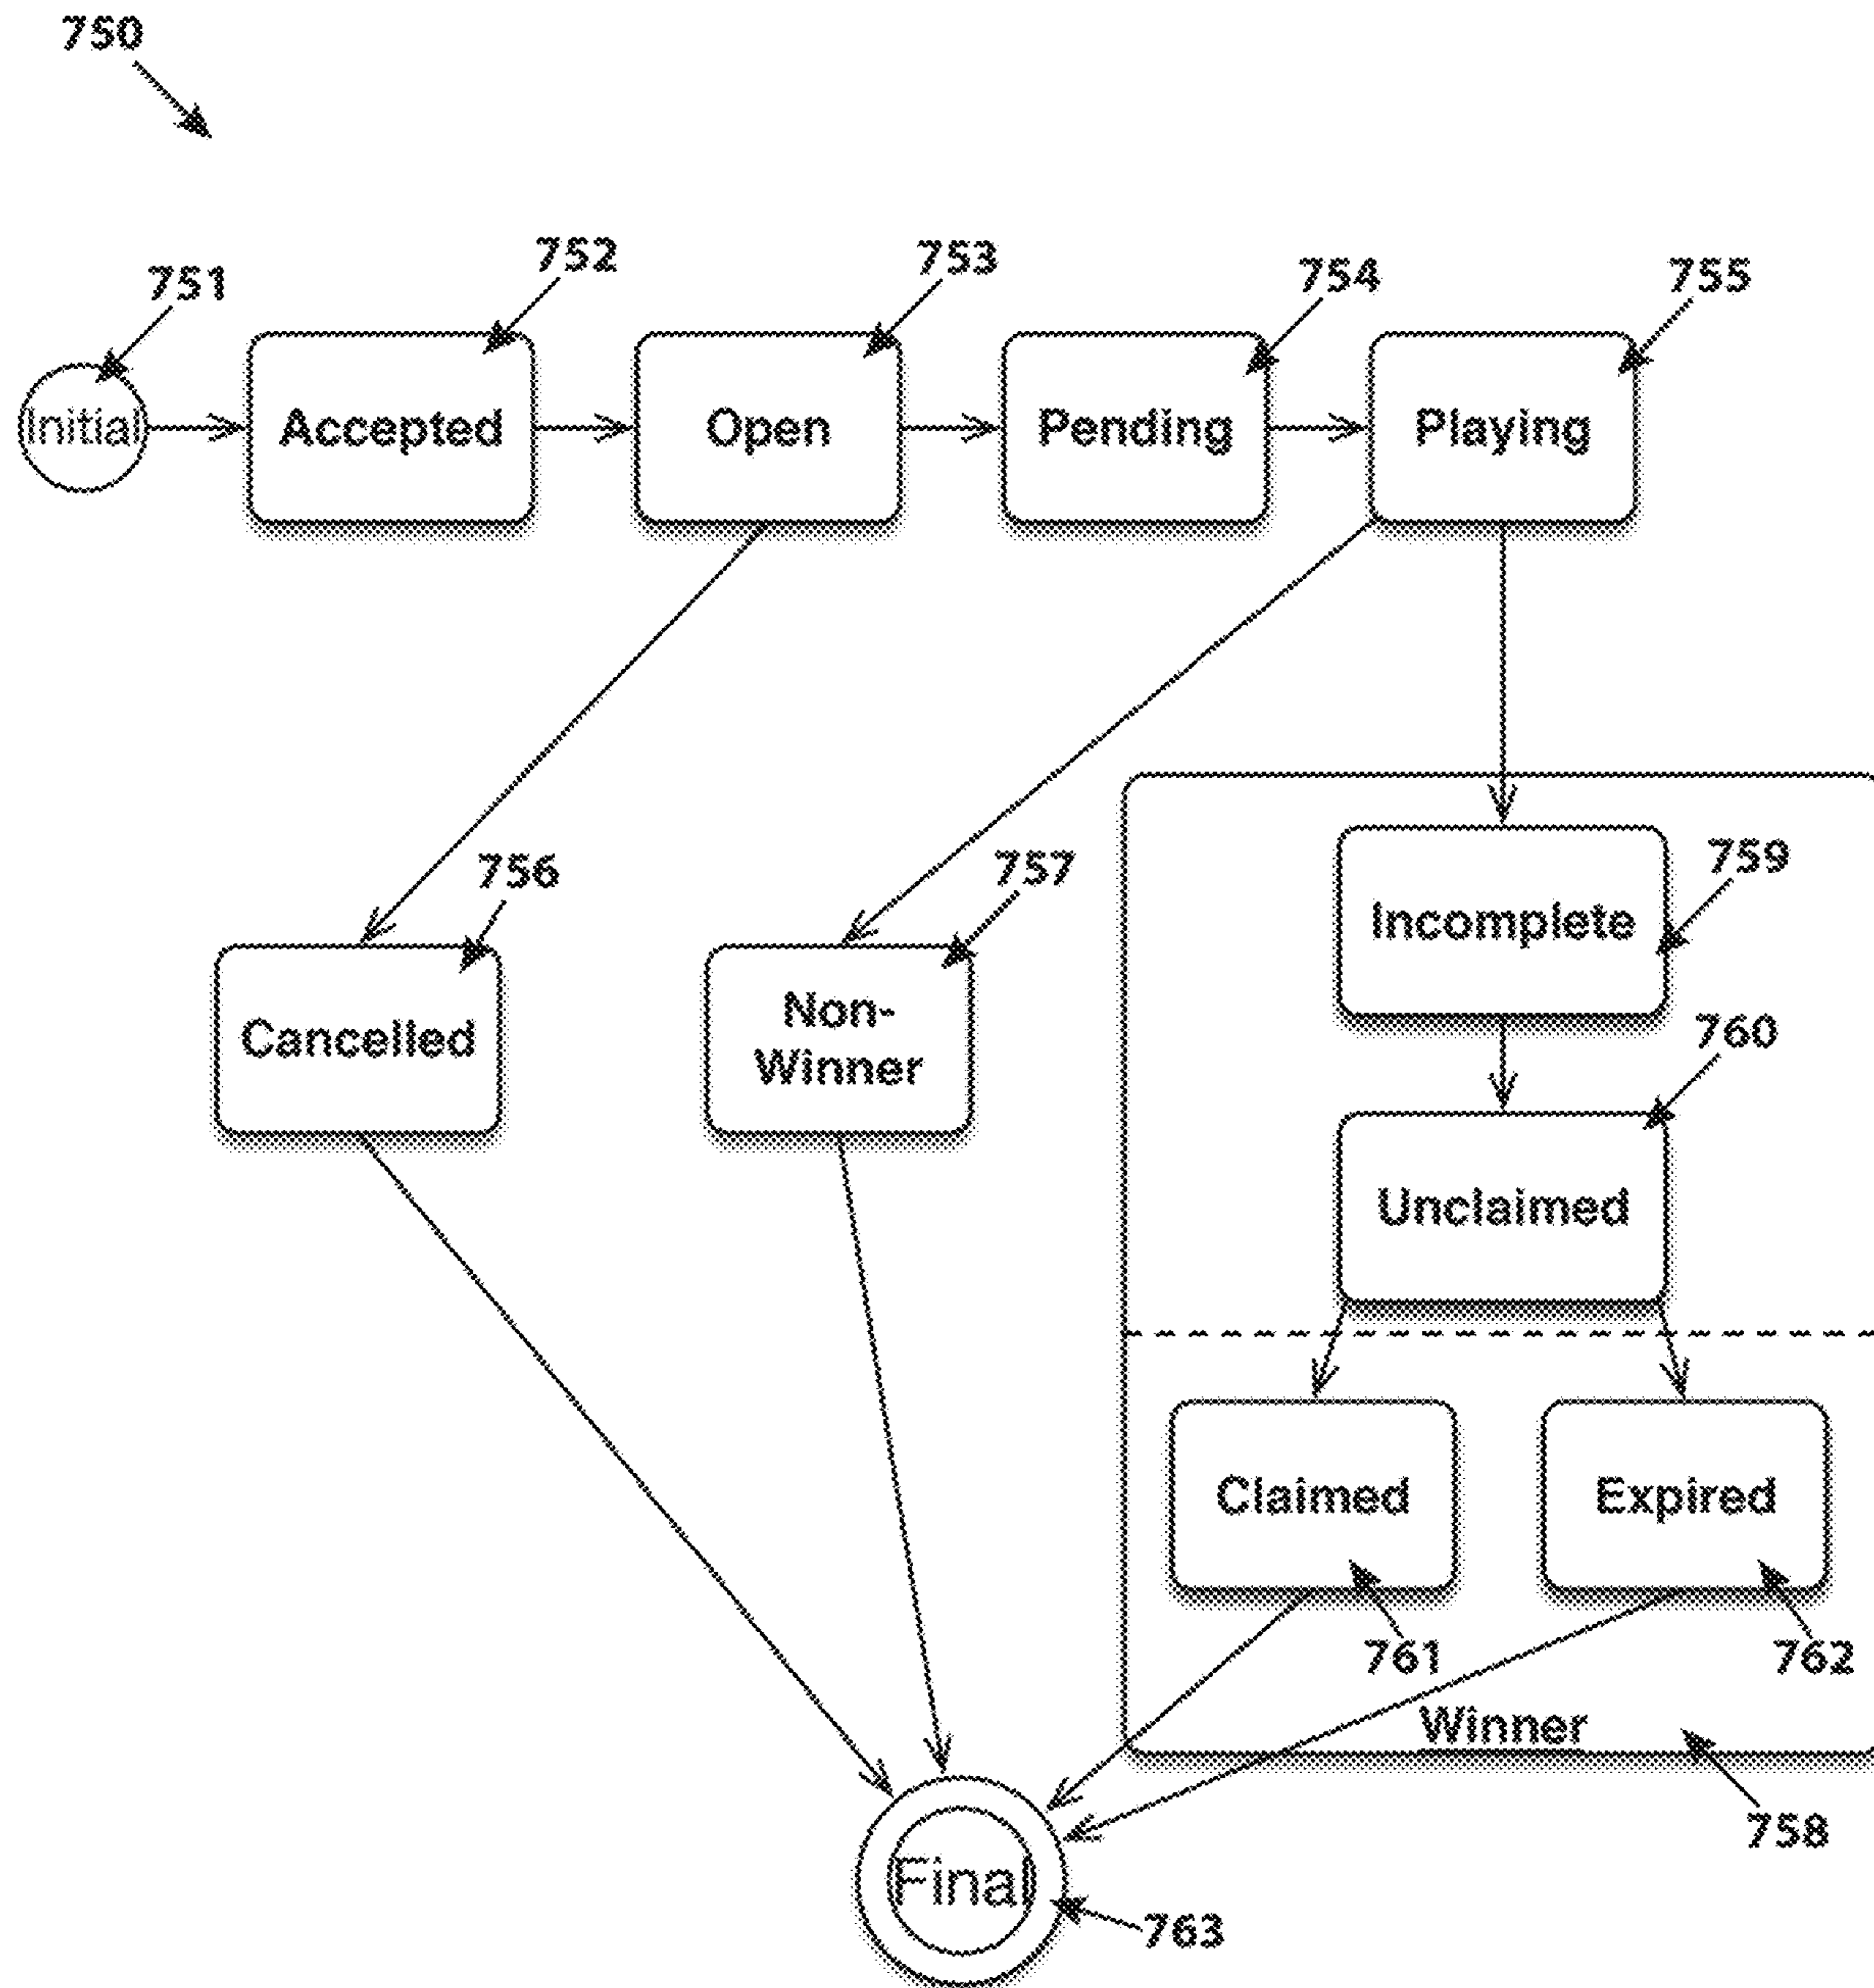 750
751
752
753
754
755
Initial
Accepted
Open
Pending
Playing
756
757
759
Incomplete
Cancelled
Non-
Winner
760
Unclaimed
Claimed
Expired
761
762
Winner
758
Final
763